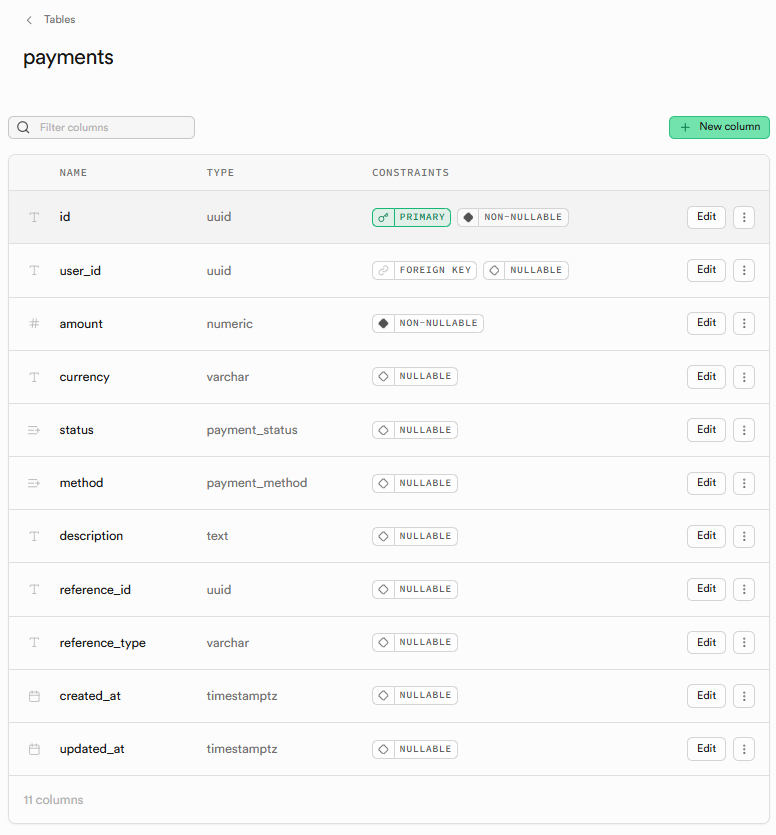 Tables
payments
Filter columns
New column
NAME TYPE CONSTRAINTS
id uuid PRIMARY NON-NULLABLE Edit
user_id uuid FOREIGN KEY NULLABLE Edit
amount numeric NON-NULLABLE Edit
currency varchar NULLABLE Edit
status payment_status NULLABLE Edit
method payment_method NULLABLE Edit
description text NULLABLE Edit
reference_id uuid NULLABLE Edit
reference_type varchar NULLABLE Edit
created_at timestamptz NULLABLE Edit
updated_at timestamptz NULLABLE Edit
11 columns